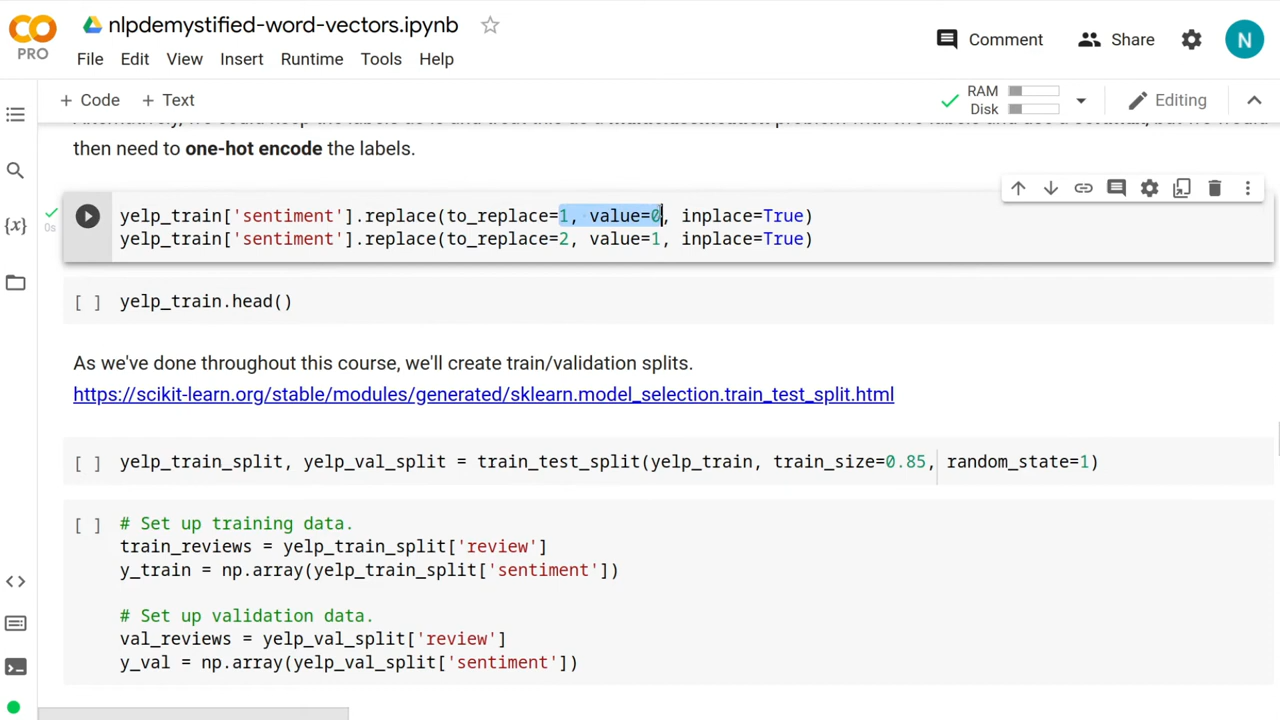 nlpdemystified-word-vectors.ipynb
PRO
File Edit View Insert Runtime Tools Help
Comment Share N
+ Code + Text
RAM
Disk
Editing
then need to one-hot encode the labels.
0s
yelp_train['sentiment'].replace(to_replace=1, value=0, inplace=True)
yelp_train['sentiment'].replace(to_replace=2, value=1, inplace=True)
[ ] yelp_train.head()
As we've done throughout this course, we'll create train/validation splits.
https://scikit-learn.org/stable/modules/generated/sklearn.model_selection.train_test_split.html
[ ] yelp_train_split, yelp_val_split = train_test_split(yelp_train, train_size=0.85, random_state=1)
[ ] # Set up training data.
train_reviews = yelp_train_split['review']
y_train = np.array(yelp_train_split['sentiment'])
# Set up validation data.
val_reviews = yelp_val_split['review']
y_val = np.array(yelp_val_split['sentiment'])